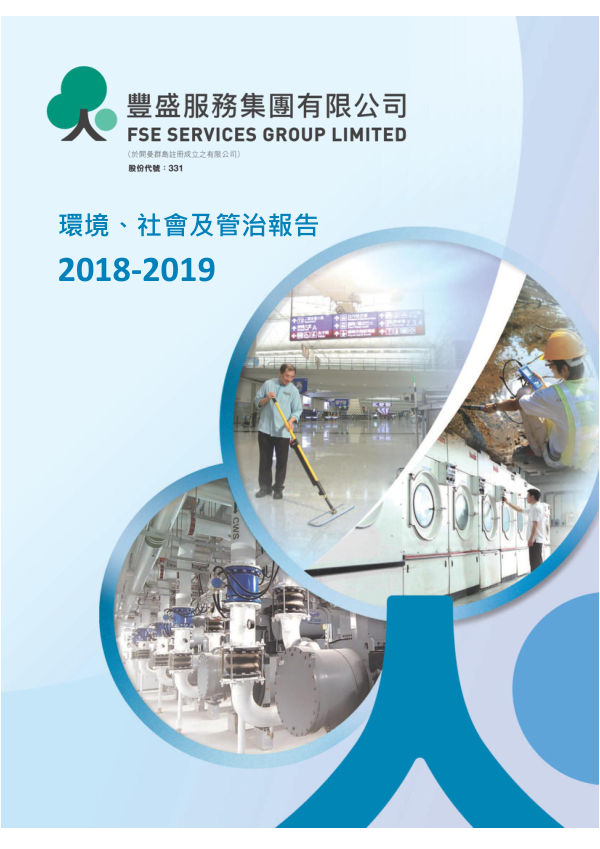 豐盛服務集團有限公司
FSE SERVICES GROUP LIMITED
(於開曼群島註冊成立之有限公司)
股份代號：331
環境、社會及管治報告
2018-2019
CNS